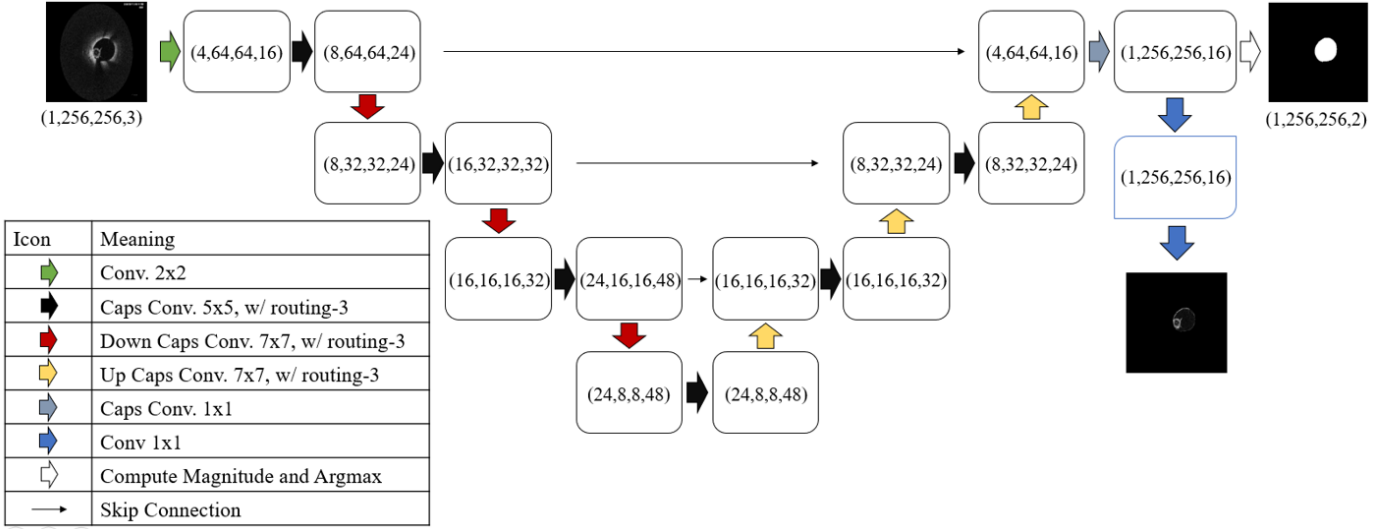 (4,64,64,16)
(8,64,64,24)
(4,64,64,16)
(1,256,256,16)
(1,256,256,3)
(1,256,256,2)
(8,32,32,24)
(16,32,32,32)
(8,32,32,24)
(8,32,32,24)
(1,256,256,16)
(16,16,16,32)
(24,16,16,48)
(16,16,16,32)
(16,16,16,32)
(24,8,8,48)
(24,8,8,48)
Icon Meaning
Conv. 2x2
Caps Conv. 5x5, w/ routing-3
Down Caps Conv. 7x7, w/ routing-3
Up Caps Conv. 7x7, w/ routing-3
Caps Conv. 1x1
Conv 1x1
Compute Magnitude and Argmax
Skip Connection